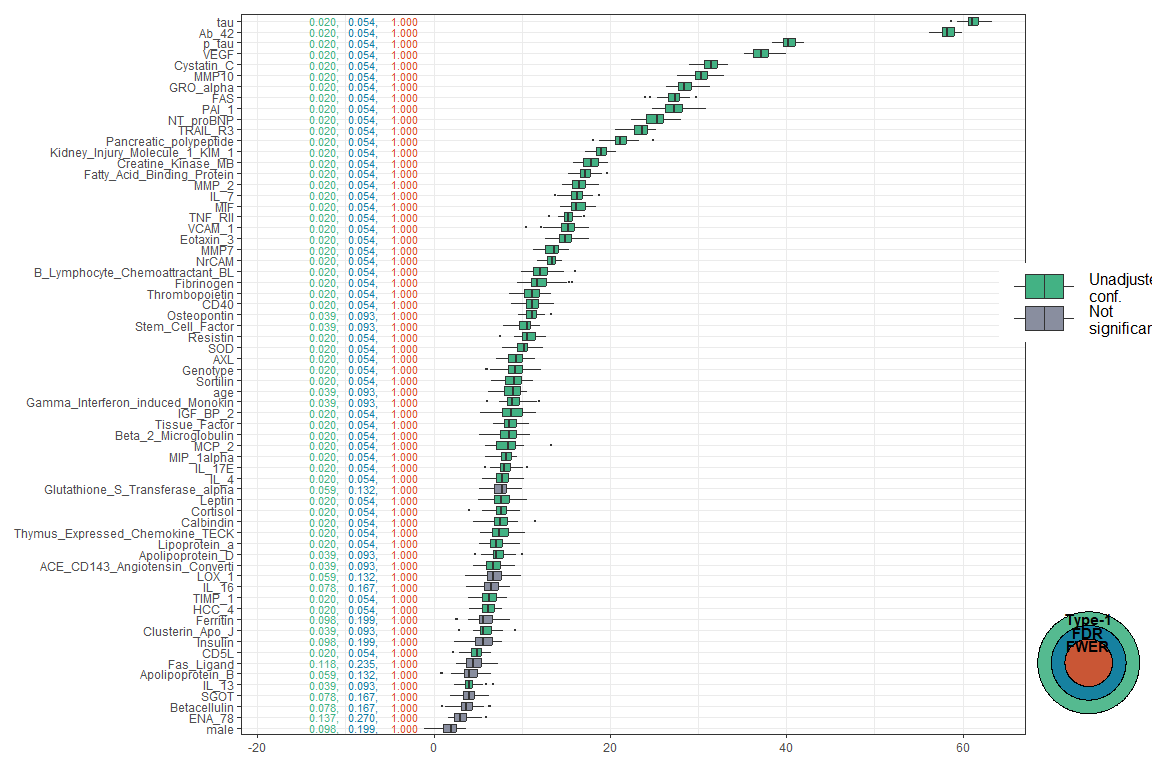 tau 0.020, 0.054, 1.000
Ab_42 0.020, 0.054, 1.000
p_tau 0.020, 0.054, 1.000
VEGF 0.020, 0.054, 1.000
Cystatin_C 0.020, 0.054, 1.000
MMP10 0.020, 0.054, 1.000
GRO_alpha 0.020, 0.054, 1.000
FAS 0.020, 0.054, 1.000
PAI_1 0.020, 0.054, 1.000
NT_proBNP 0.020, 0.054, 1.000
TRAIL_R3 0.020, 0.054, 1.000
Pancreatic_polypeptide 0.020, 0.054, 1.000
Kidney_Injury_Molecule_1_KIM_1 0.020, 0.054, 1.000
Creatine_Kinase_MB 0.020, 0.054, 1.000
Fatty_Acid_Binding_Protein 0.020, 0.054, 1.000
MMP_2 0.020, 0.054, 1.000
IL_7 0.020, 0.054, 1.000
MIF 0.020, 0.054, 1.000
TNF_RII 0.020, 0.054, 1.000
VCAM_1 0.020, 0.054, 1.000
Eotaxin_3 0.020, 0.054, 1.000
MMP7 0.020, 0.054, 1.000
NrCAM 0.020, 0.054, 1.000
B_Lymphocyte_Chemoattractant_BL 0.020, 0.054, 1.000
Fibrinogen 0.020, 0.054, 1.000
Thrombopoietin 0.020, 0.054, 1.000
CD40 0.020, 0.054, 1.000
Osteopontin 0.039, 0.093, 1.000
Stem_Cell_Factor 0.039, 0.093, 1.000
Resistin 0.020, 0.054, 1.000
SOD 0.020, 0.054, 1.000
AXL 0.020, 0.054, 1.000
Genotype 0.020, 0.054, 1.000
Sortilin 0.020, 0.054, 1.000
age 0.039, 0.093, 1.000
Gamma_Interferon_induced_Monokin 0.039, 0.093, 1.000
IGF_BP_2 0.020, 0.054, 1.000
Tissue_Factor 0.020, 0.054, 1.000
Beta_2_Microglobulin 0.020, 0.054, 1.000
MCP_2 0.020, 0.054, 1.000
MIP_1alpha 0.020, 0.054, 1.000
IL_17E 0.020, 0.054, 1.000
IL_4 0.020, 0.054, 1.000
Glutathione_S_Transferase_alpha 0.059, 0.132, 1.000
Leptin 0.020, 0.054, 1.000
Cortisol 0.020, 0.054, 1.000
Calbindin 0.020, 0.054, 1.000
Thymus_Expressed_Chemokine_TECK 0.020, 0.054, 1.000
Lipoprotein_a 0.020, 0.054, 1.000
Apolipoprotein_D 0.039, 0.093, 1.000
ACE_CD143_Angiotensin_Converti 0.039, 0.093, 1.000
LOX_1 0.059, 0.132, 1.000
IL_16 0.078, 0.167, 1.000
TIMP_1 0.020, 0.054, 1.000
HCC_4 0.020, 0.054, 1.000
Ferritin 0.098, 0.199, 1.000
Clusterin_Apo_J 0.039, 0.093, 1.000
Insulin 0.098, 0.199, 1.000
CD5L 0.020, 0.054, 1.000
Fas_Ligand 0.118, 0.235, 1.000
Apolipoprotein_B 0.059, 0.132, 1.000
IL_13 0.039, 0.093, 1.000
SGOT 0.078, 0.167, 1.000
Betacellulin 0.078, 0.167, 1.000
ENA_78 0.137, 0.270, 1.000
male 0.098, 0.199, 1.000
-20 0 20 40 60
Unadjuste
conf.
Not
significar
Type-1
FDR
FWER